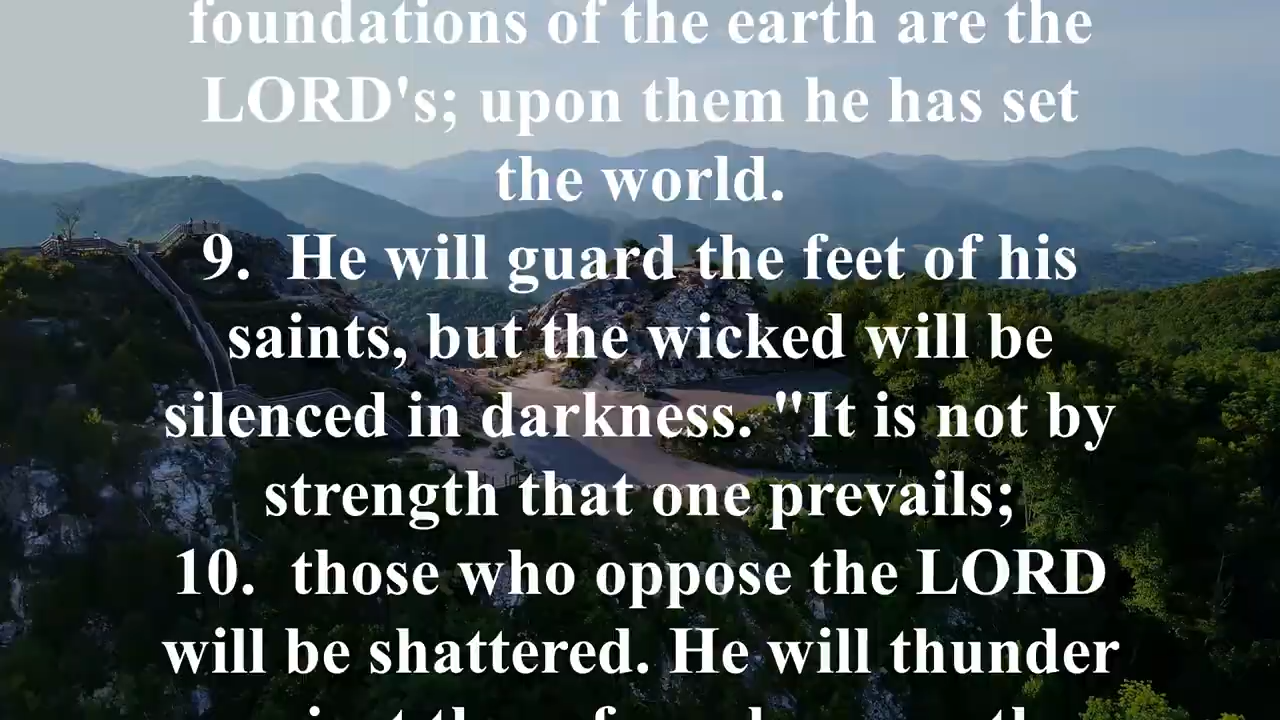 foundations of the earth are the
LORD's; upon them he has set
the world.
9.  He will guard the feet of his
saints, but the wicked will be
silenced in darkness. "It is not by
strength that one prevails;
10.  those who oppose the LORD
will be shattered. He will thunder